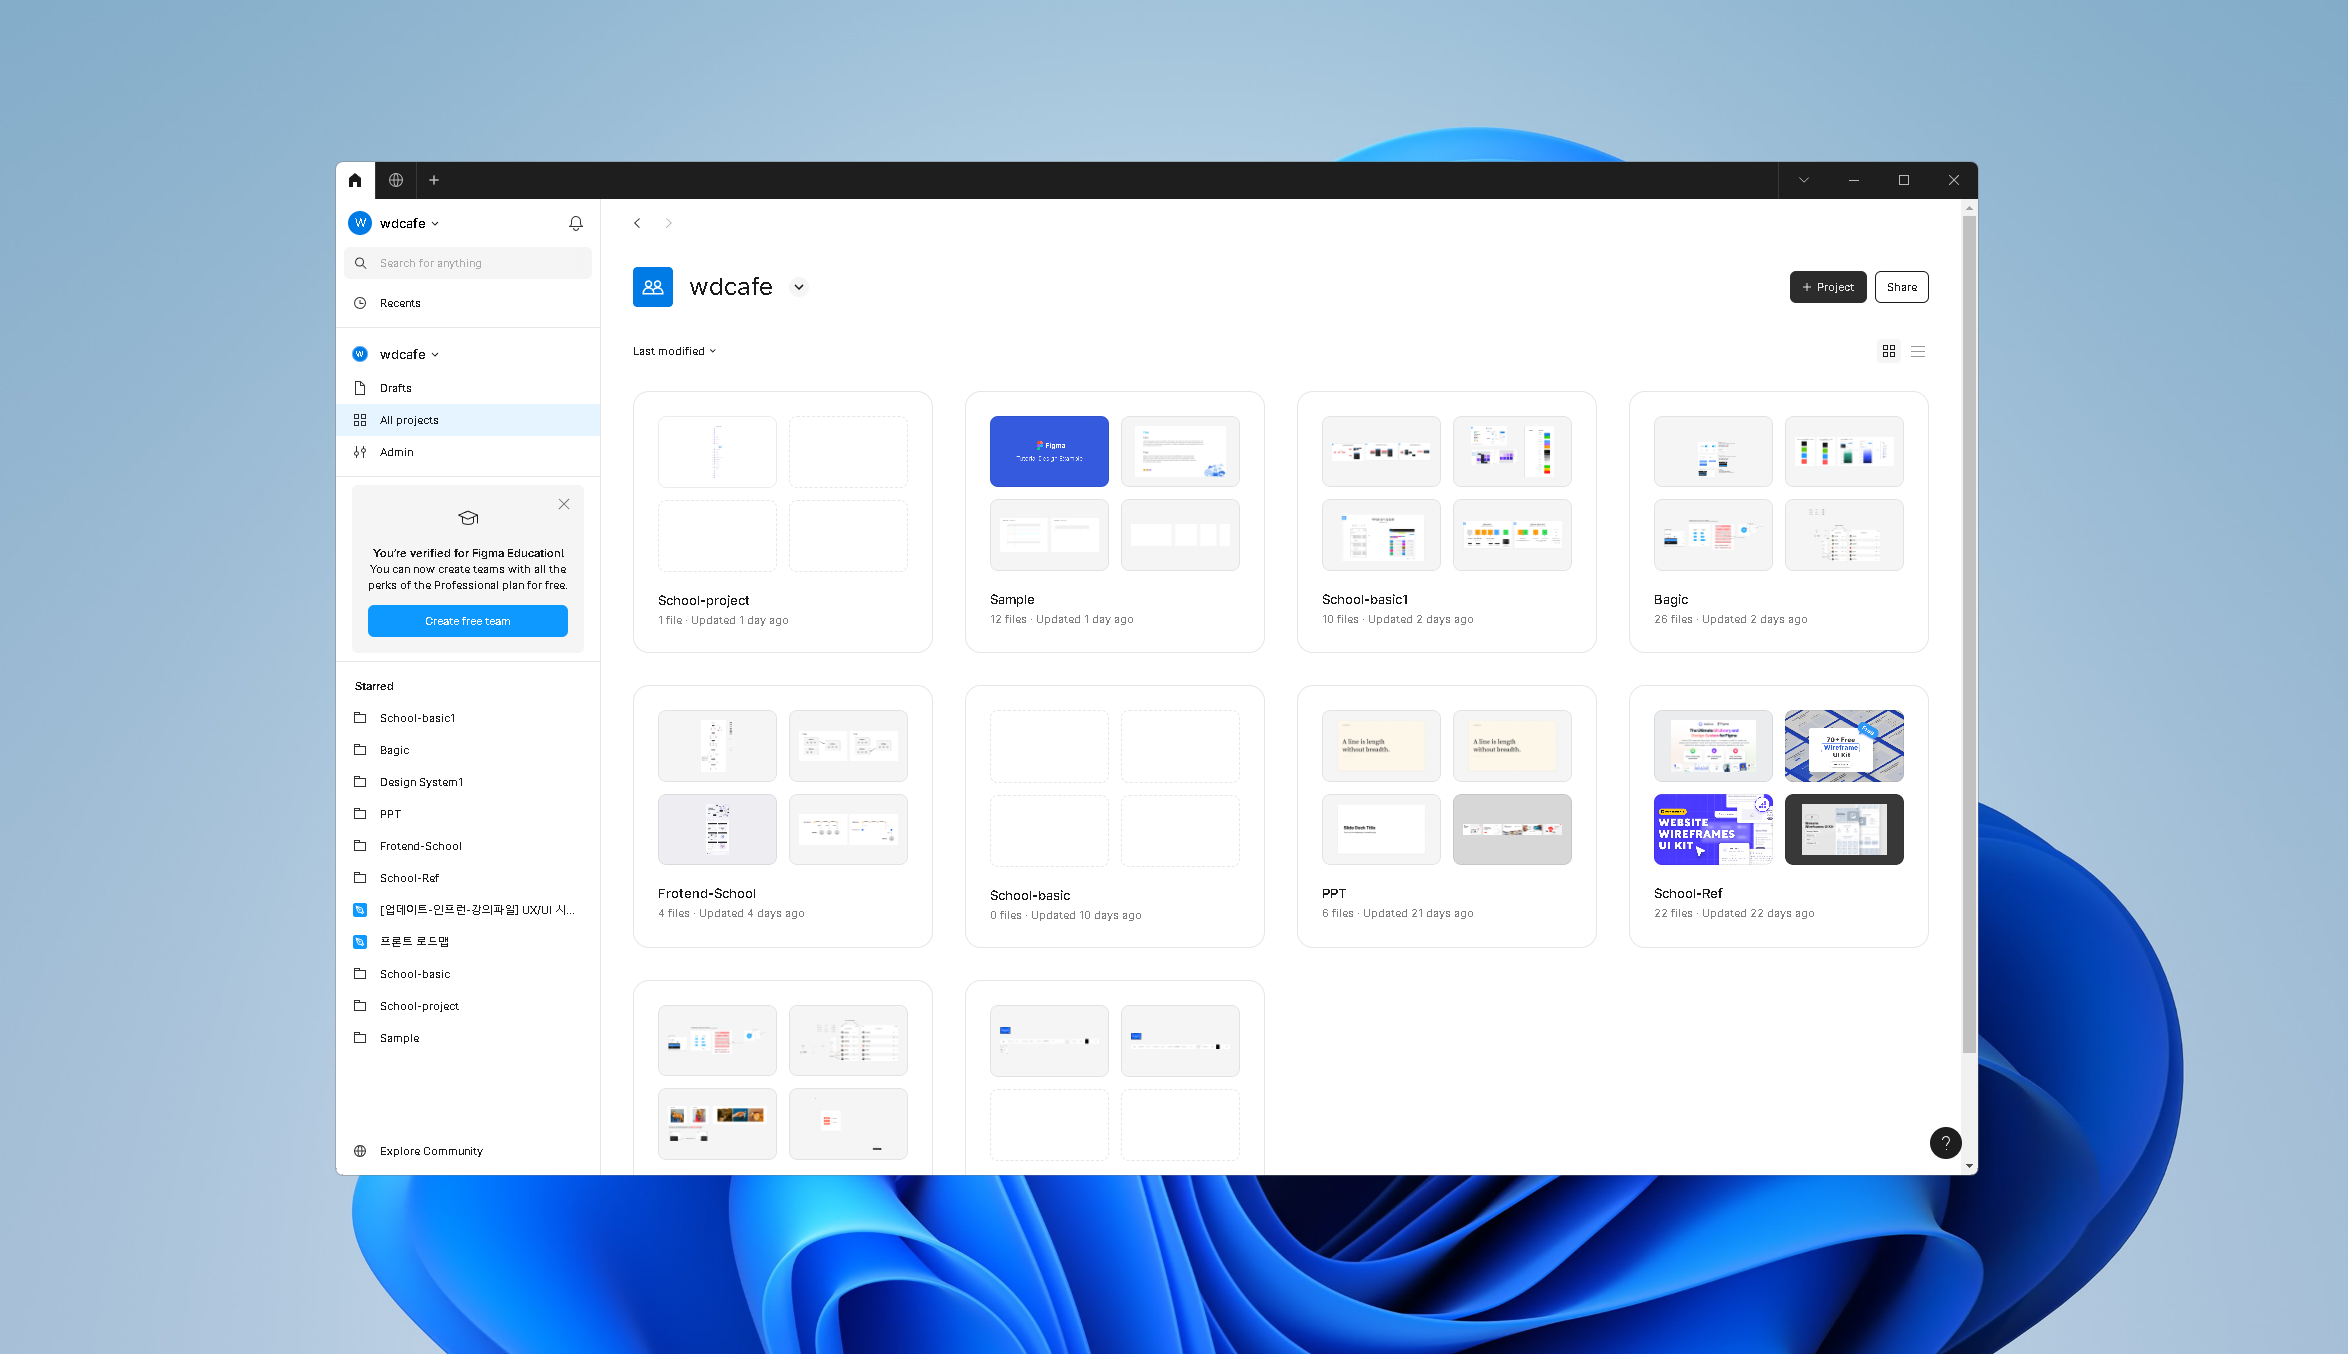 W wdcafe
Search for anything
Recents
W wdcafe
Drafts
All projects
Admin
You're verified for Figma Education!
You can now create teams with all the
perks of the Professional plan for free.
Create free team
Starred
School-basic1
Bagic
Design System1
PPT
Frotend-School
School-Ref
[업데이트-인프런-강의파일] UX/UI 시...
프론트 로드맵
School-basic
School-project
Sample
Explore Community
wdcafe
+ Project
Share
Last modified
School-project
1 file · Updated 1 day ago
Figma
Tutorial Design Example
Sample
12 files · Updated 1 day ago
School-basic1
10 files · Updated 2 days ago
Bagic
26 files · Updated 2 days ago
Frotend-School
4 files · Updated 4 days ago
School-basic
0 files · Updated 10 days ago
A line is length
without breadth.
A line is length
without breadth.
Slide Deck Title
PPT
6 files · Updated 21 days ago
70+ Free
Wireframe
UI Kit
Free
WEBSITE
WIREFRAMES
UI KIT
School-Ref
22 files · Updated 22 days ago
?